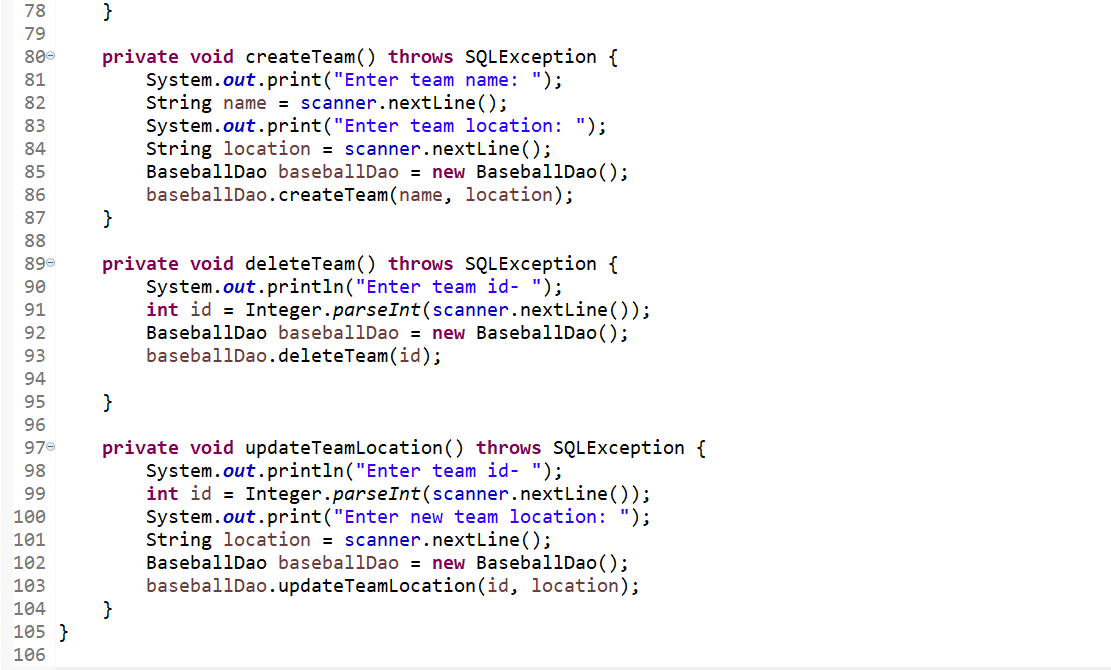 78     }
79
80     private void createTeam() throws SQLException {
81         System.out.print("Enter team name: ");
82         String name = scanner.nextLine();
83         System.out.print("Enter team location: ");
84         String location = scanner.nextLine();
85         BaseballDao baseballDao = new BaseballDao();
86         baseballDao.createTeam(name, location);
87     }
88
89     private void deleteTeam() throws SQLException {
90         System.out.println("Enter team id- ");
91         int id = Integer.parseInt(scanner.nextLine());
92         BaseballDao baseballDao = new BaseballDao();
93         baseballDao.deleteTeam(id);
94
95     }
96
97     private void updateTeamLocation() throws SQLException {
98         System.out.println("Enter team id- ");
99         int id = Integer.parseInt(scanner.nextLine());
100         System.out.print("Enter new team location: ");
101         String location = scanner.nextLine();
102         BaseballDao baseballDao = new BaseballDao();
103         baseballDao.updateTeamLocation(id, location);
104     }
105 }
106